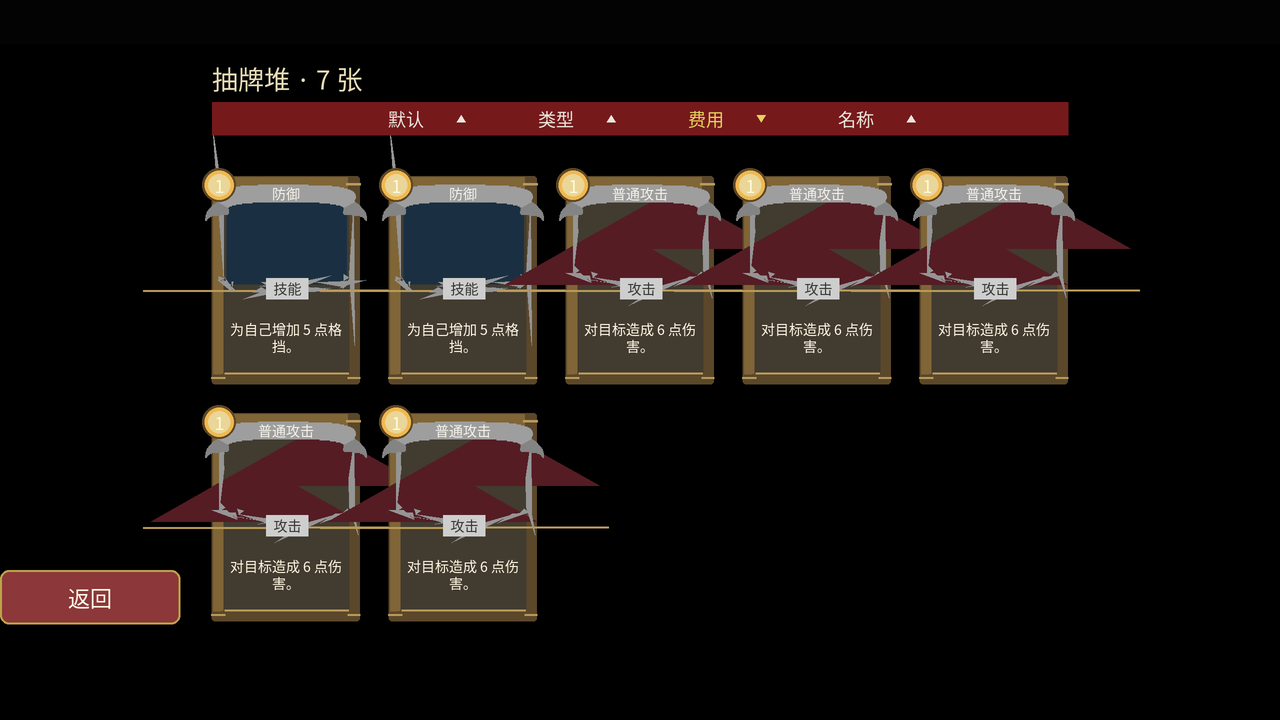 抽牌堆 · 7 张
默认 ▲ 类型 ▲ 费用 ▼ 名称 ▲
1 防御
技能
为自己增加 5 点格
挡。
1 防御
技能
为自己增加 5 点格
挡。
1 普通攻击
攻击
对目标造成 6 点伤
害。
1 普通攻击
攻击
对目标造成 6 点伤
害。
1 普通攻击
攻击
对目标造成 6 点伤
害。
1 普通攻击
攻击
对目标造成 6 点伤
害。
1 普通攻击
攻击
对目标造成 6 点伤
害。
返回